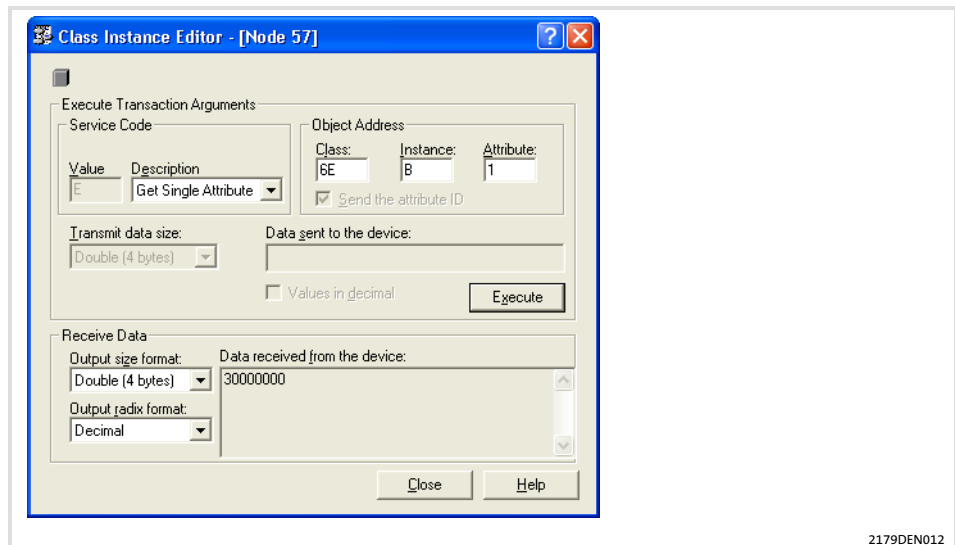 Class Instance Editor - [Node 57]
Execute Transaction Arguments
Service Code
Object Address
Value Description
Class: Instance: Attribute:
E Get Single Attribute
6E B 1
Send the attribute ID
Transmit data size: Data sent to the device:
Double (4 bytes)
Values in decimal
Execute
Receive Data
Output size format: Data received from the device:
Double (4 bytes) 30000000
Output radix format:
Decimal
Close Help
2179DEN012